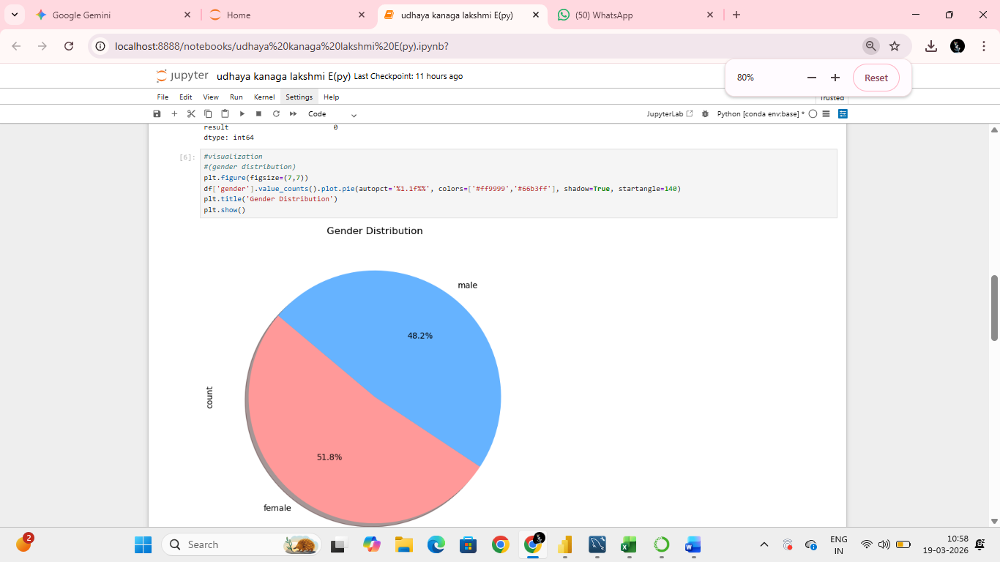 Google Gemini
Home
udhaya kanaga lakshmi E(py)
(50) WhatsApp
localhost:8888/notebooks/udhaya%20kanaga%20lakshmi%20E(py).ipynb?
80%
Reset
jupyter udhaya kanaga lakshmi E(py) Last Checkpoint: 11 hours ago
Trusted
File Edit View Run Kernel Settings Help
Code
JupyterLab
Python [conda env:base] *
result 0
dtype: int64
[6]:
#visualization
#(gender distribution)
plt.figure(figsize=(7,7))
df['gender'].value_counts().plot.pie(autopct='%1.1f%%', colors=['#ff9999','#66b3ff'], shadow=True, startangle=140)
plt.title('Gender Distribution')
plt.show()
Gender Distribution
male
48.2%
count
51.8%
female
2
Search
ENG
IN
10:58
19-03-2026